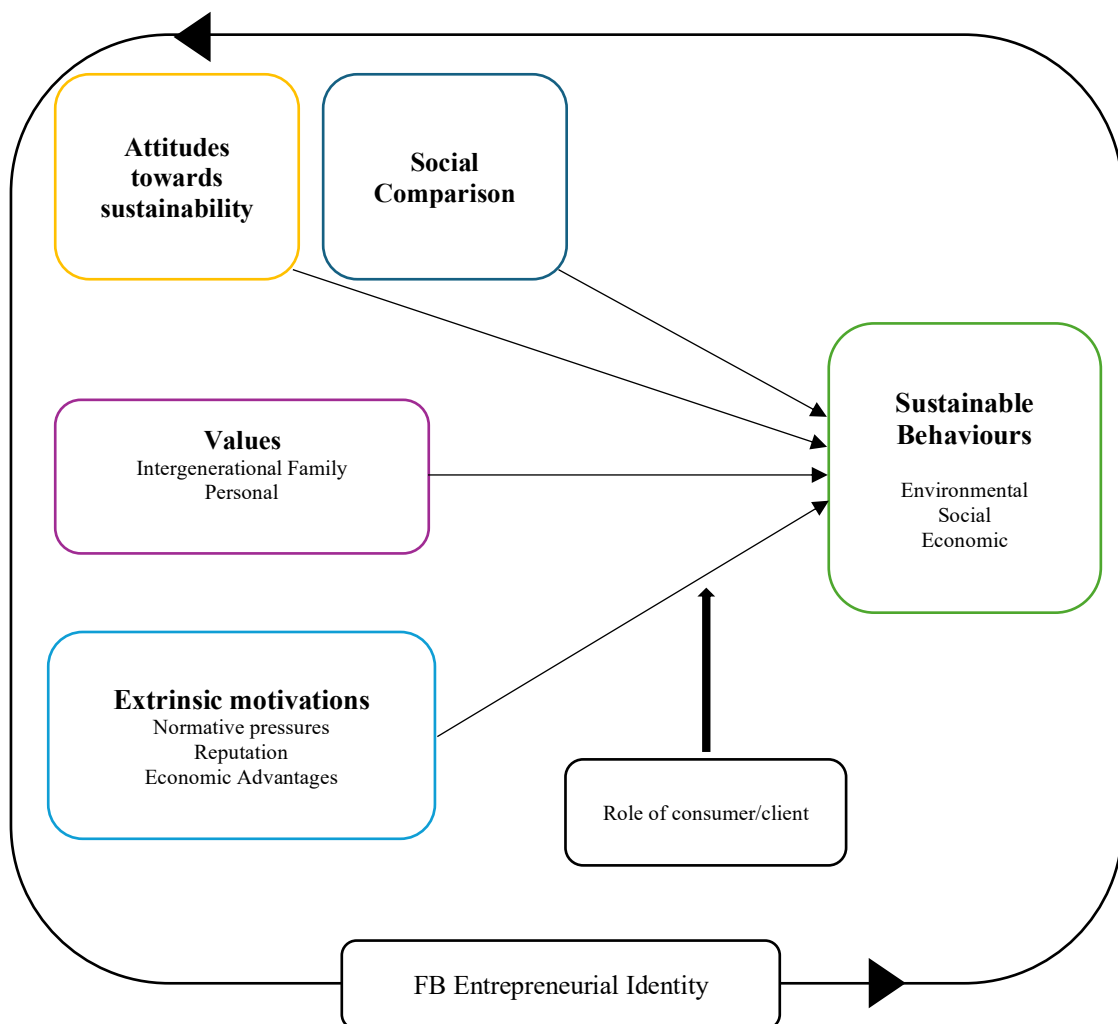 Attitudes
towards
sustainability
Social
Comparison
Sustainable
Behaviours
Environmental
Social
Economic
Values
Intergenerational Family
Personal
Extrinsic motivations
Normative pressures
Reputation
Economic Advantages
Role of consumer/client
FB Entrepreneurial Identity